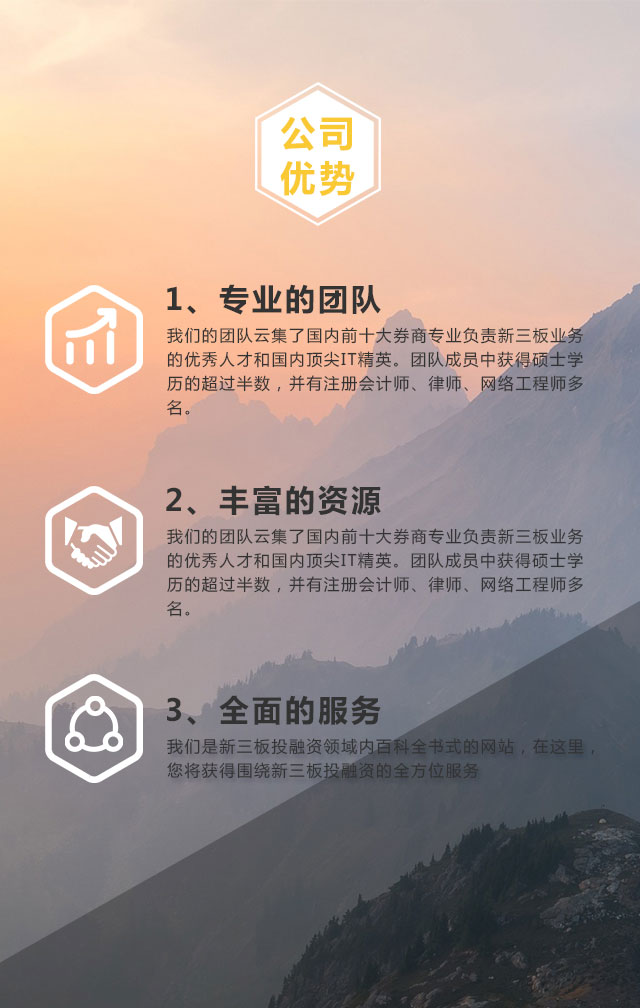 公司
优势
1、专业的团队
我们的团队云集了国内前十大券商专业负责新三板业务
的优秀人才和国内顶尖IT精英。团队成员中获得硕士学
历的超过半数，并有注册会计师、律师、网络工程师多
名。
2、丰富的资源
我们的团队云集了国内前十大券商专业负责新三板业务
的优秀人才和国内顶尖IT精英。团队成员中获得硕士学
历的超过半数，并有注册会计师、律师、网络工程师多
名。
3、全面的服务
我们是新三板投融资领域内百科全书式的网站，在这里，
您将获得围绕新三板投融资的全方位服务